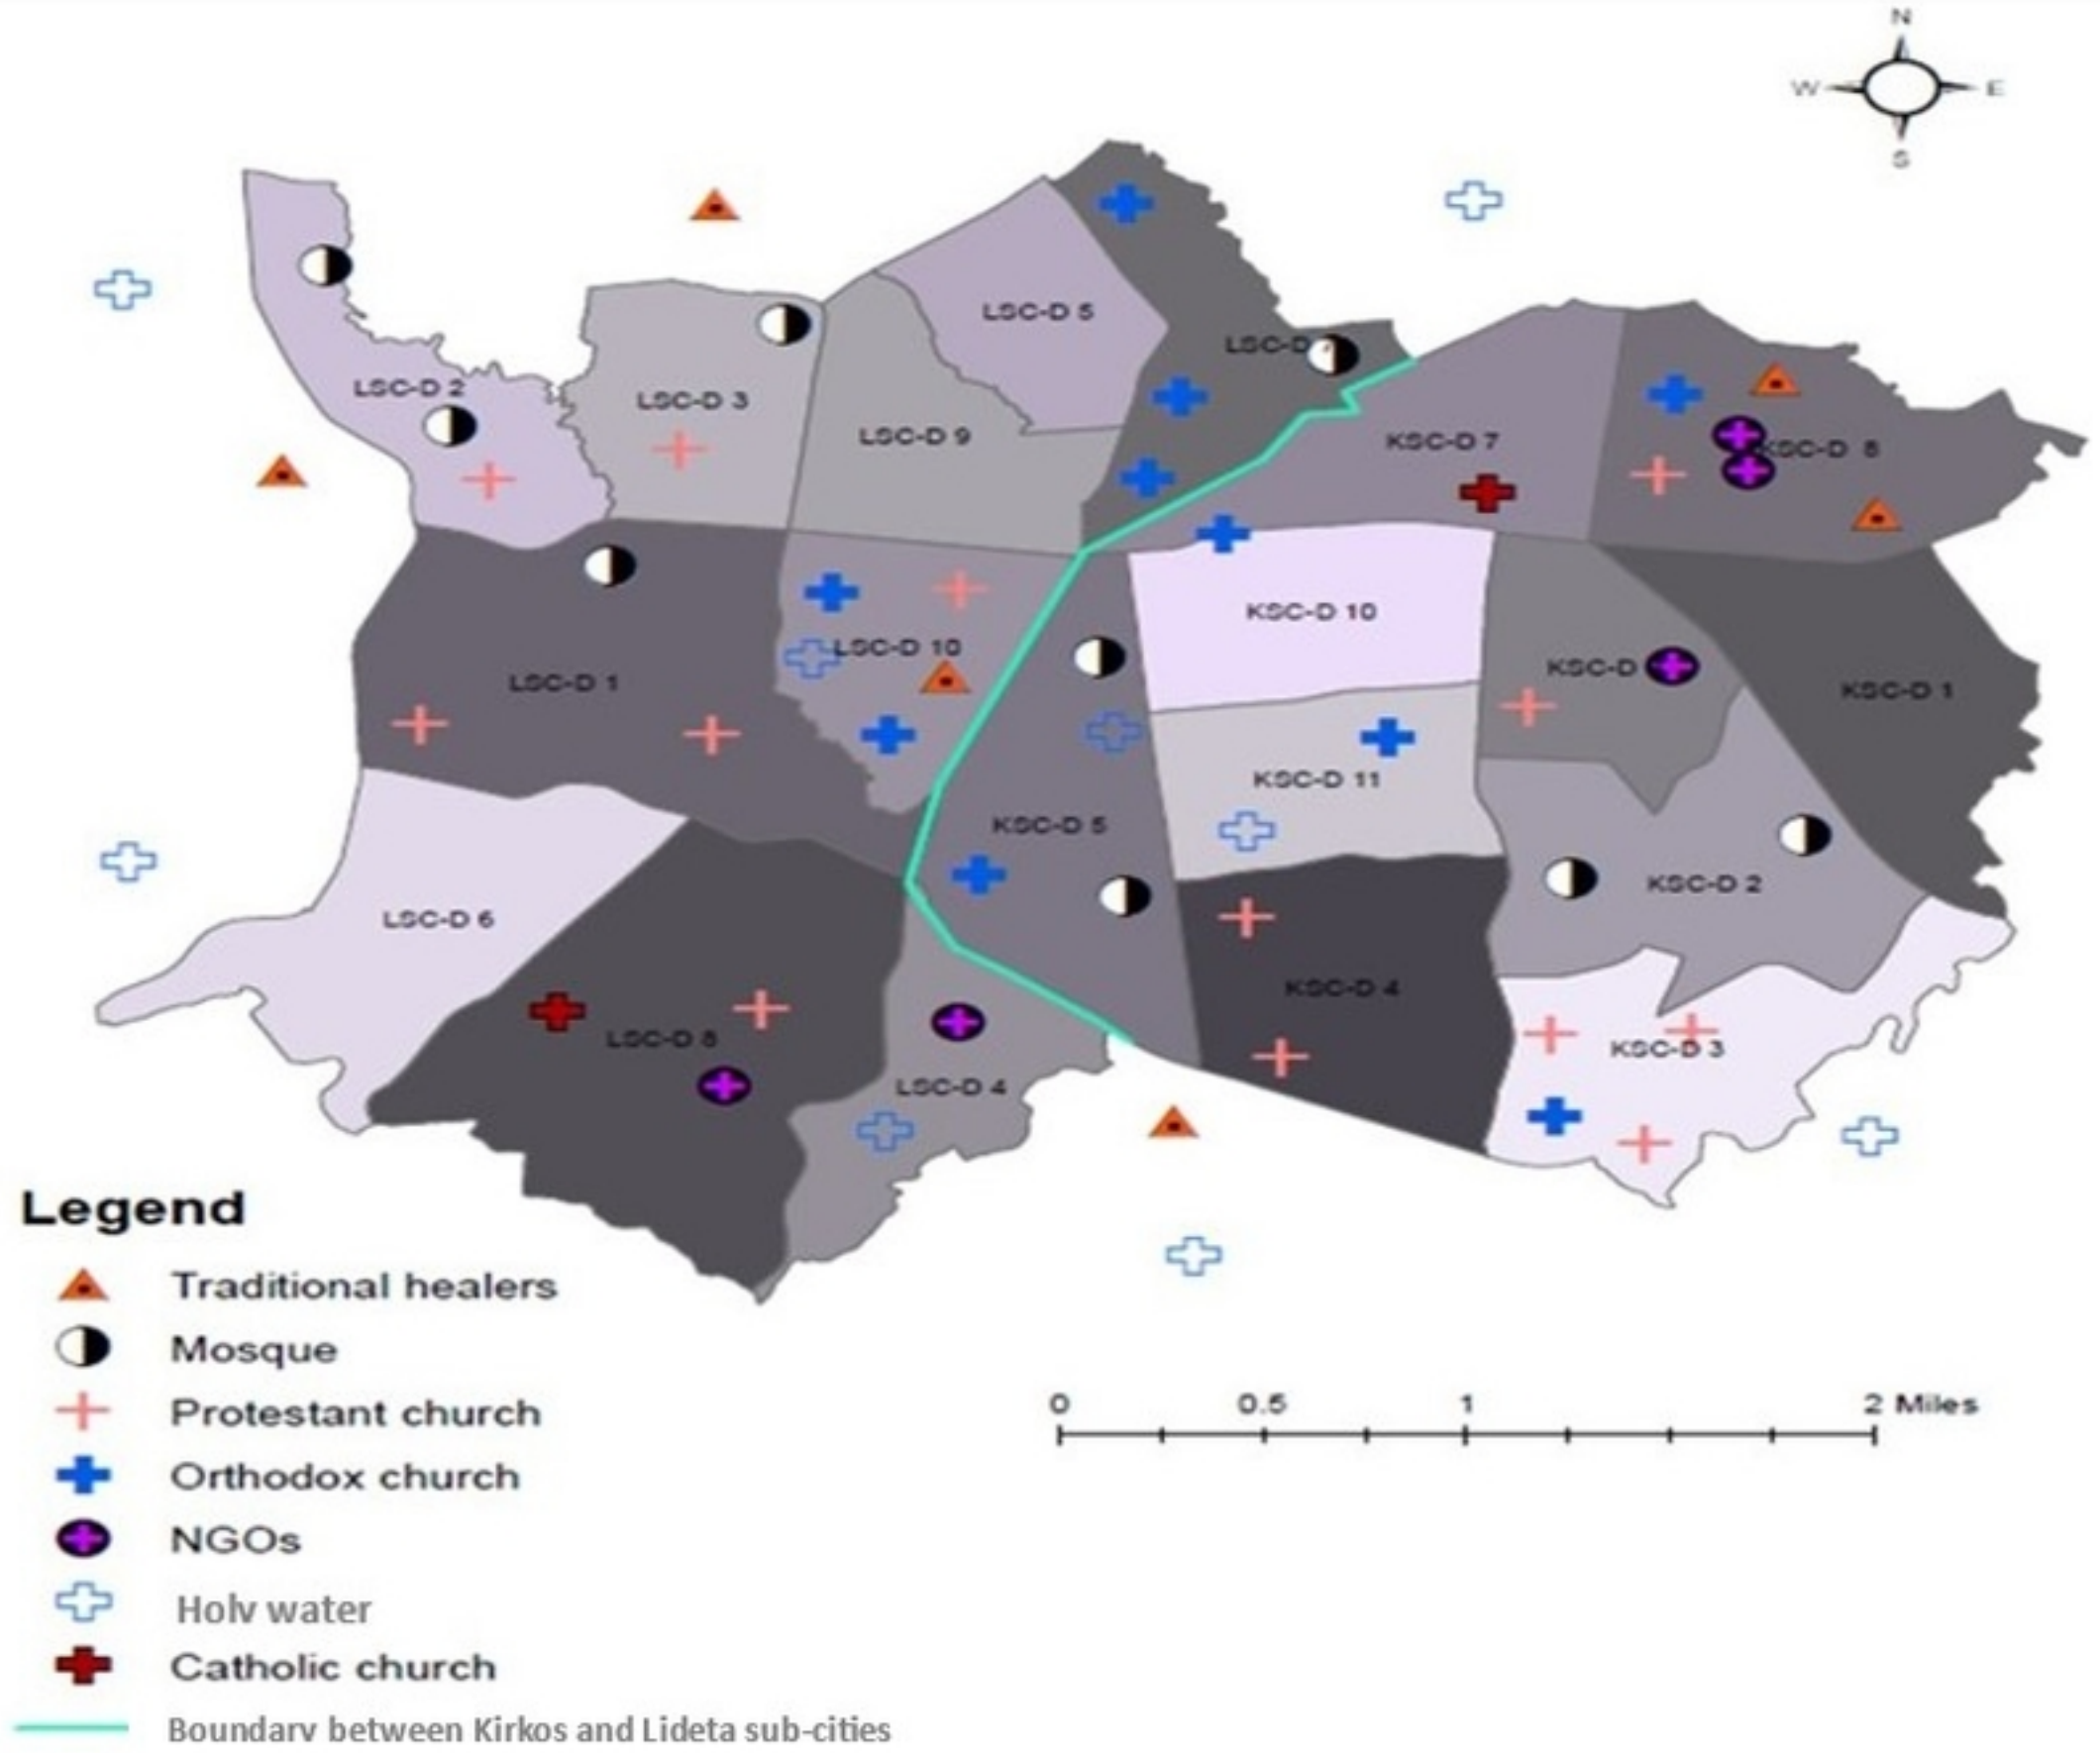 N
W E
S
LSC-D 5
LSC-D
LSC-D 2
LSC-D 3
LSC-D 9
KSC-D 7
KSC-D 8
KSC-D 10
LSC-D 10
KSC-D
LSC-D 1
KSC-D 1
KSC-D 11
KSC-D 5
KSC-D 2
LSC-D 6
KSC-D 4
LSC-D 8
KSC-D 3
LSC-D 4
Legend
Traditional healers
Mosque
Protestant church
Orthodox church
NGOs
Holv water
Catholic church
Boundarv between Kirkos and Lideta sub-cities
0 0.5 1 2 Miles